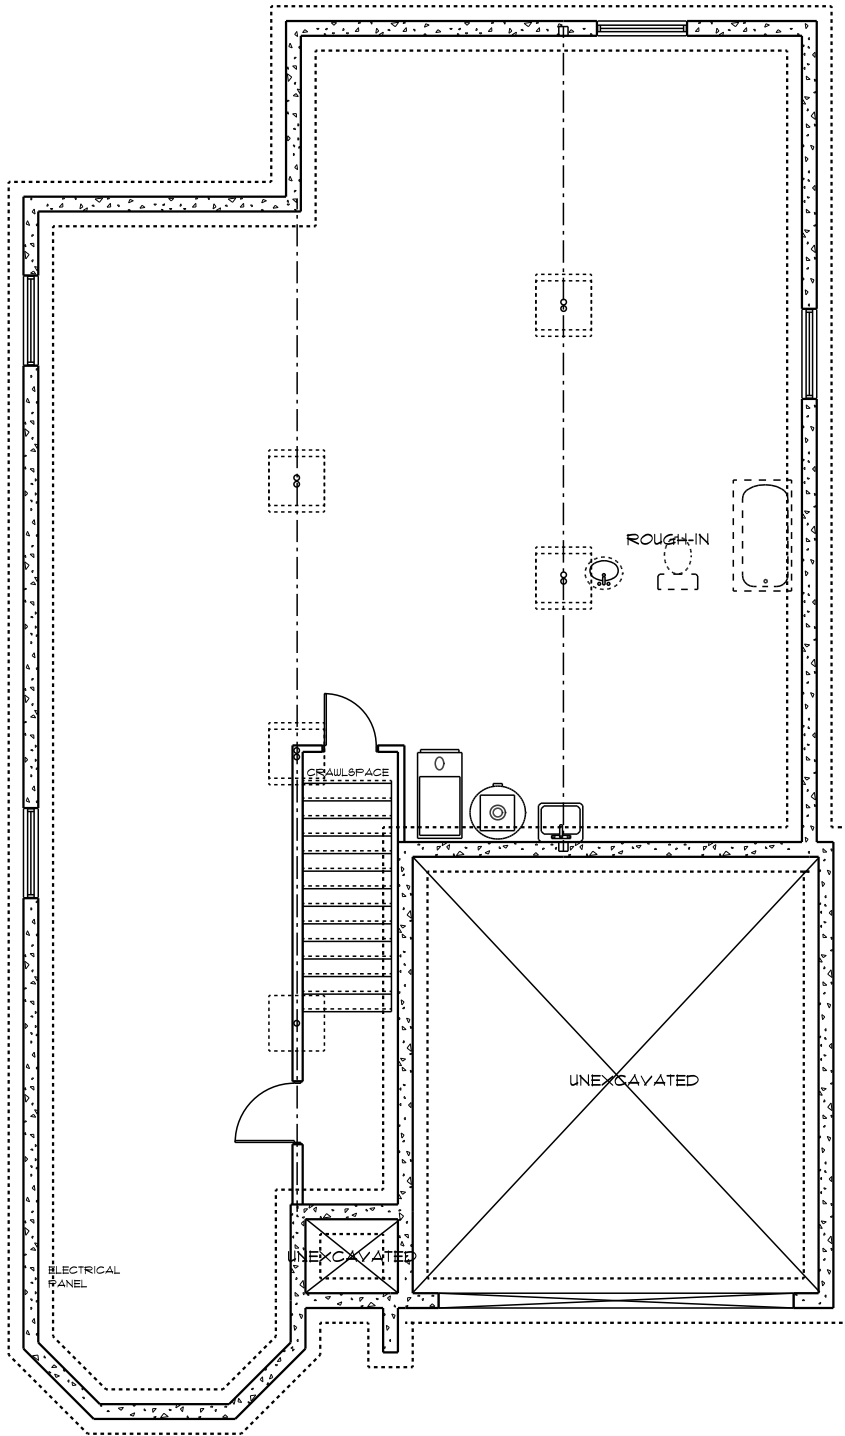 ROUGH-IN
CRAWLSPACE
UNEXCAVATED
UNEXCAVATED
ELECTRICAL
PANEL